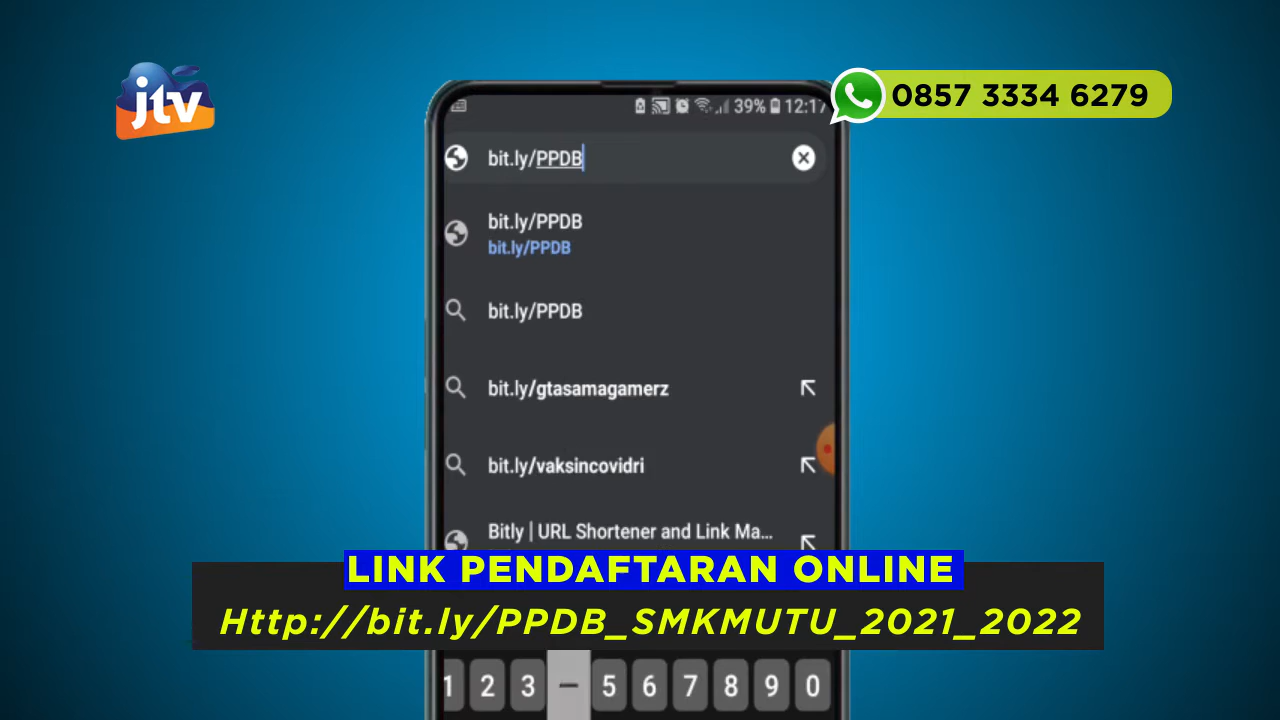 jtv
0857 3334 6279
39% 12:17
bit.ly/PPDB
bit.ly/PPDB
bit.ly/PPDB
bit.ly/PPDB
bit.ly/gtasamagamerz
bit.ly/vaksincovidri
Bitly | URL Shortener and Link Ma...
LINK PENDAFTARAN ONLINE
Http://bit.ly/PPDB_SMKMUTU_2021_2022
1 2 3 – 5 6 7 8 9 0